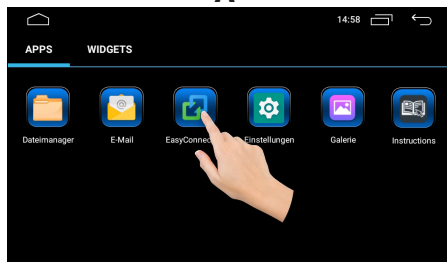 14:58
APPS WIDGETS
Dateimanager E-Mail EasyConnec Einstellungen Galerie Instructions